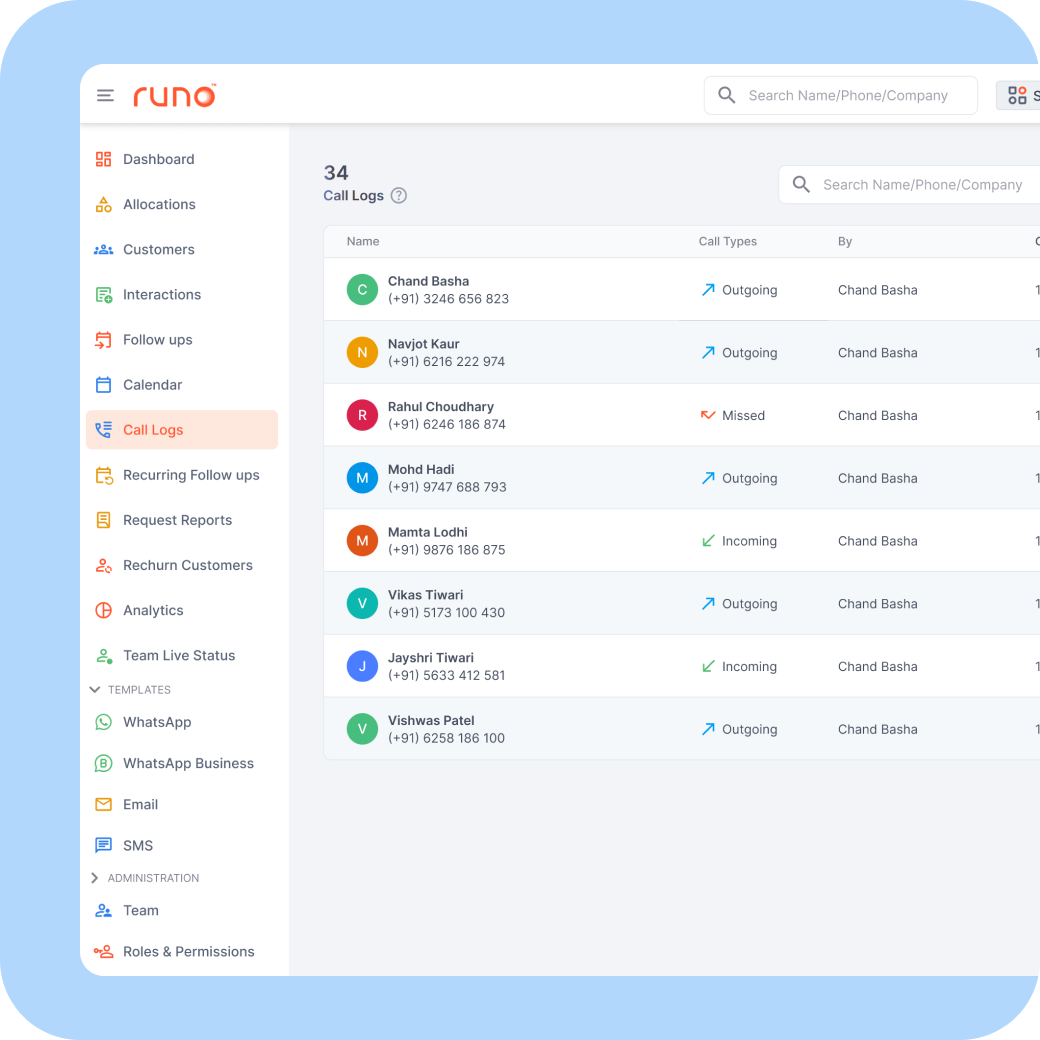 runo™
Search Name/Phone/Company
S
Dashboard
Allocations
Customers
Interactions
Follow ups
Calendar
Call Logs
Recurring Follow ups
Request Reports
Rechurn Customers
Analytics
Team Live Status
TEMPLATES
WhatsApp
WhatsApp Business
Email
SMS
ADMINISTRATION
Team
Roles & Permissions
34
Call Logs ?
Search Name/Phone/Company
Name Call Types By
C Chand Basha Outgoing Chand Basha 1
(+91) 3246 656 823
N Navjot Kaur Outgoing Chand Basha 1
(+91) 6216 222 974
R Rahul Choudhary Missed Chand Basha 1
(+91) 6246 186 874
M Mohd Hadi Outgoing Chand Basha 1
(+91) 9747 688 793
M Mamta Lodhi Incoming Chand Basha 1
(+91) 9876 186 875
V Vikas Tiwari Outgoing Chand Basha 1
(+91) 5173 100 430
J Jayshri Tiwari Incoming Chand Basha 1
(+91) 5633 412 581
V Vishwas Patel Outgoing Chand Basha 1
(+91) 6258 186 100